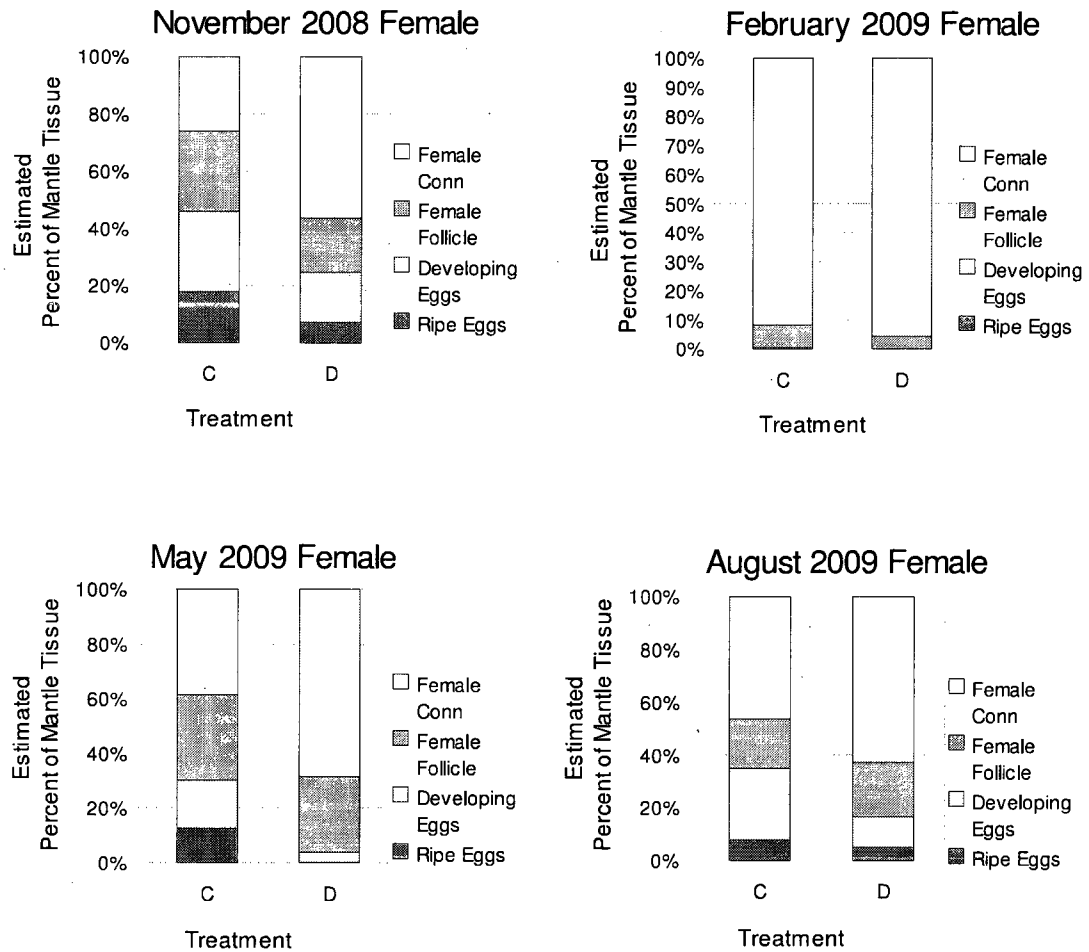 November 2008 Female
Estimated
Percent of Mantle Tissue
100%
80%
60%
40%
20%
0%
C
D
Treatment
Female
Conn
Female
Follicle
Developing
Eggs
Ripe Eggs
February 2009 Female
Estimated
Percent of Mantle Tissue
100%
90%
80%
70%
60%
50%
40%
30%
20%
10%
0%
C
D
Treatment
Female
Conn
Female
Follicle
Developing
Eggs
Ripe Eggs
May 2009 Female
Estimated
Percent of Mantle Tissue
100%
80%
60%
40%
20%
0%
C
D
Treatment
Female
Conn
Female
Follicle
Developing
Eggs
Ripe Eggs
August 2009 Female
Estimated
Percent of Mantle Tissue
100%
80%
60%
40%
20%
0%
C
D
Treatment
Female
Conn
Female
Follicle
Developing
Eggs
Ripe Eggs